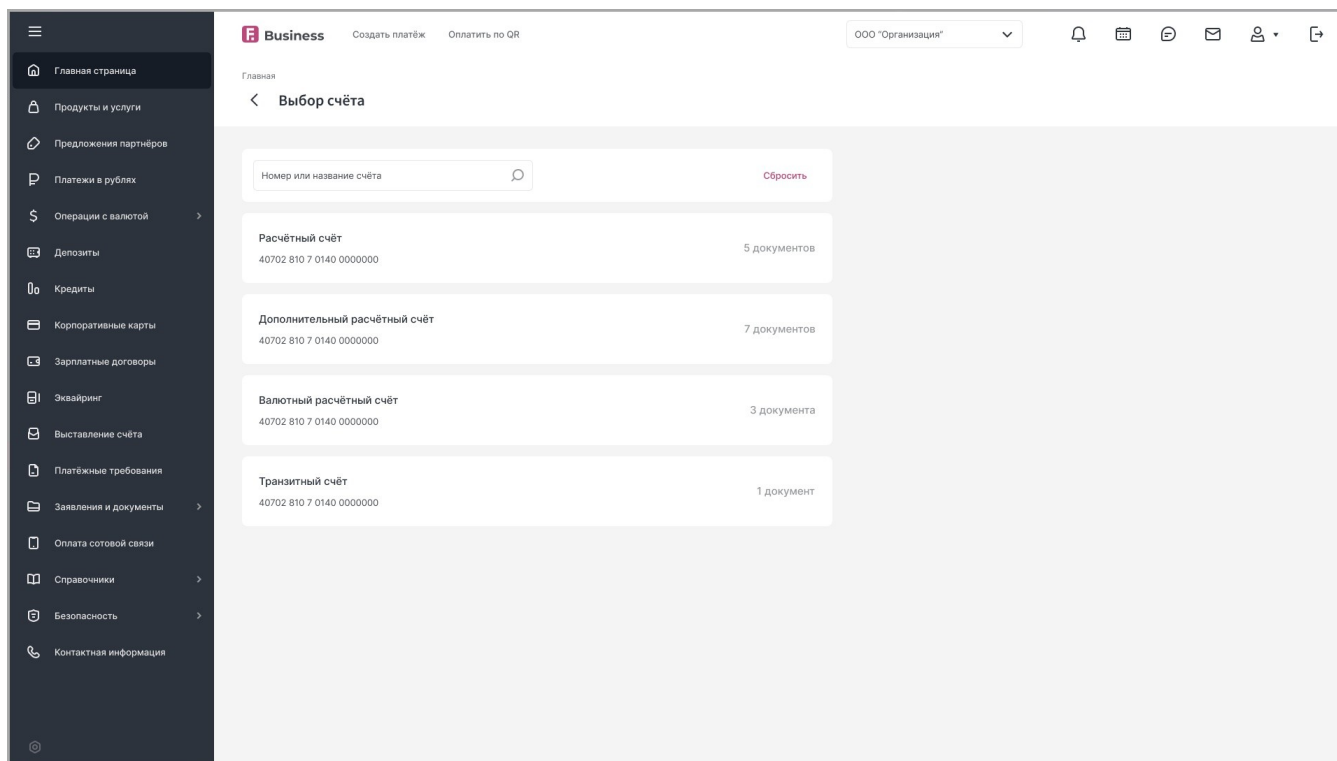 F. Business
Создать платёж
Оплатить по QR
ООО "Организация"
Главная страница
Продукты и услуги
Предложения партнёров
Платежи в рублях
Операции с валютой
Депозиты
Кредиты
Корпоративные карты
Зарплатные договоры
Эквайринг
Выставление счёта
Платёжные требования
Заявления и документы
Оплата сотовой связи
Справочники
Безопасность
Контактная информация
Главная
Выбор счёта
Номер или название счёта
Сбросить
Расчётный счёт
40702 810 7 0140 0000000
5 документов
Дополнительный расчётный счёт
40702 810 7 0140 0000000
7 документов
Валютный расчётный счёт
40702 810 7 0140 0000000
3 документа
Транзитный счёт
40702 810 7 0140 0000000
1 документ